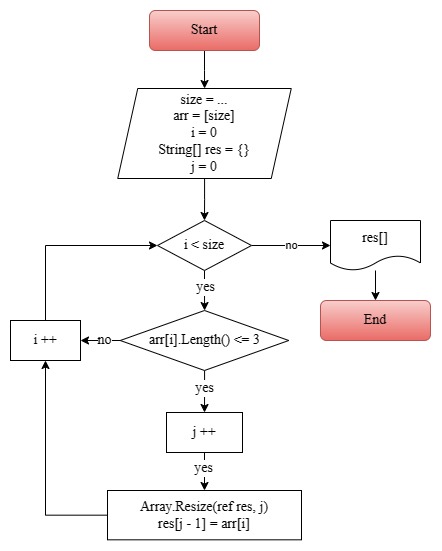 Start
size = ...
arr = [size]
i = 0
String[] res = {}
j = 0
i < size
no
res[]
yes
End
i ++
no
arr[i].Length() <= 3
yes
j ++
yes
Array.Resize(ref res, j)
res[j - 1] = arr[i]